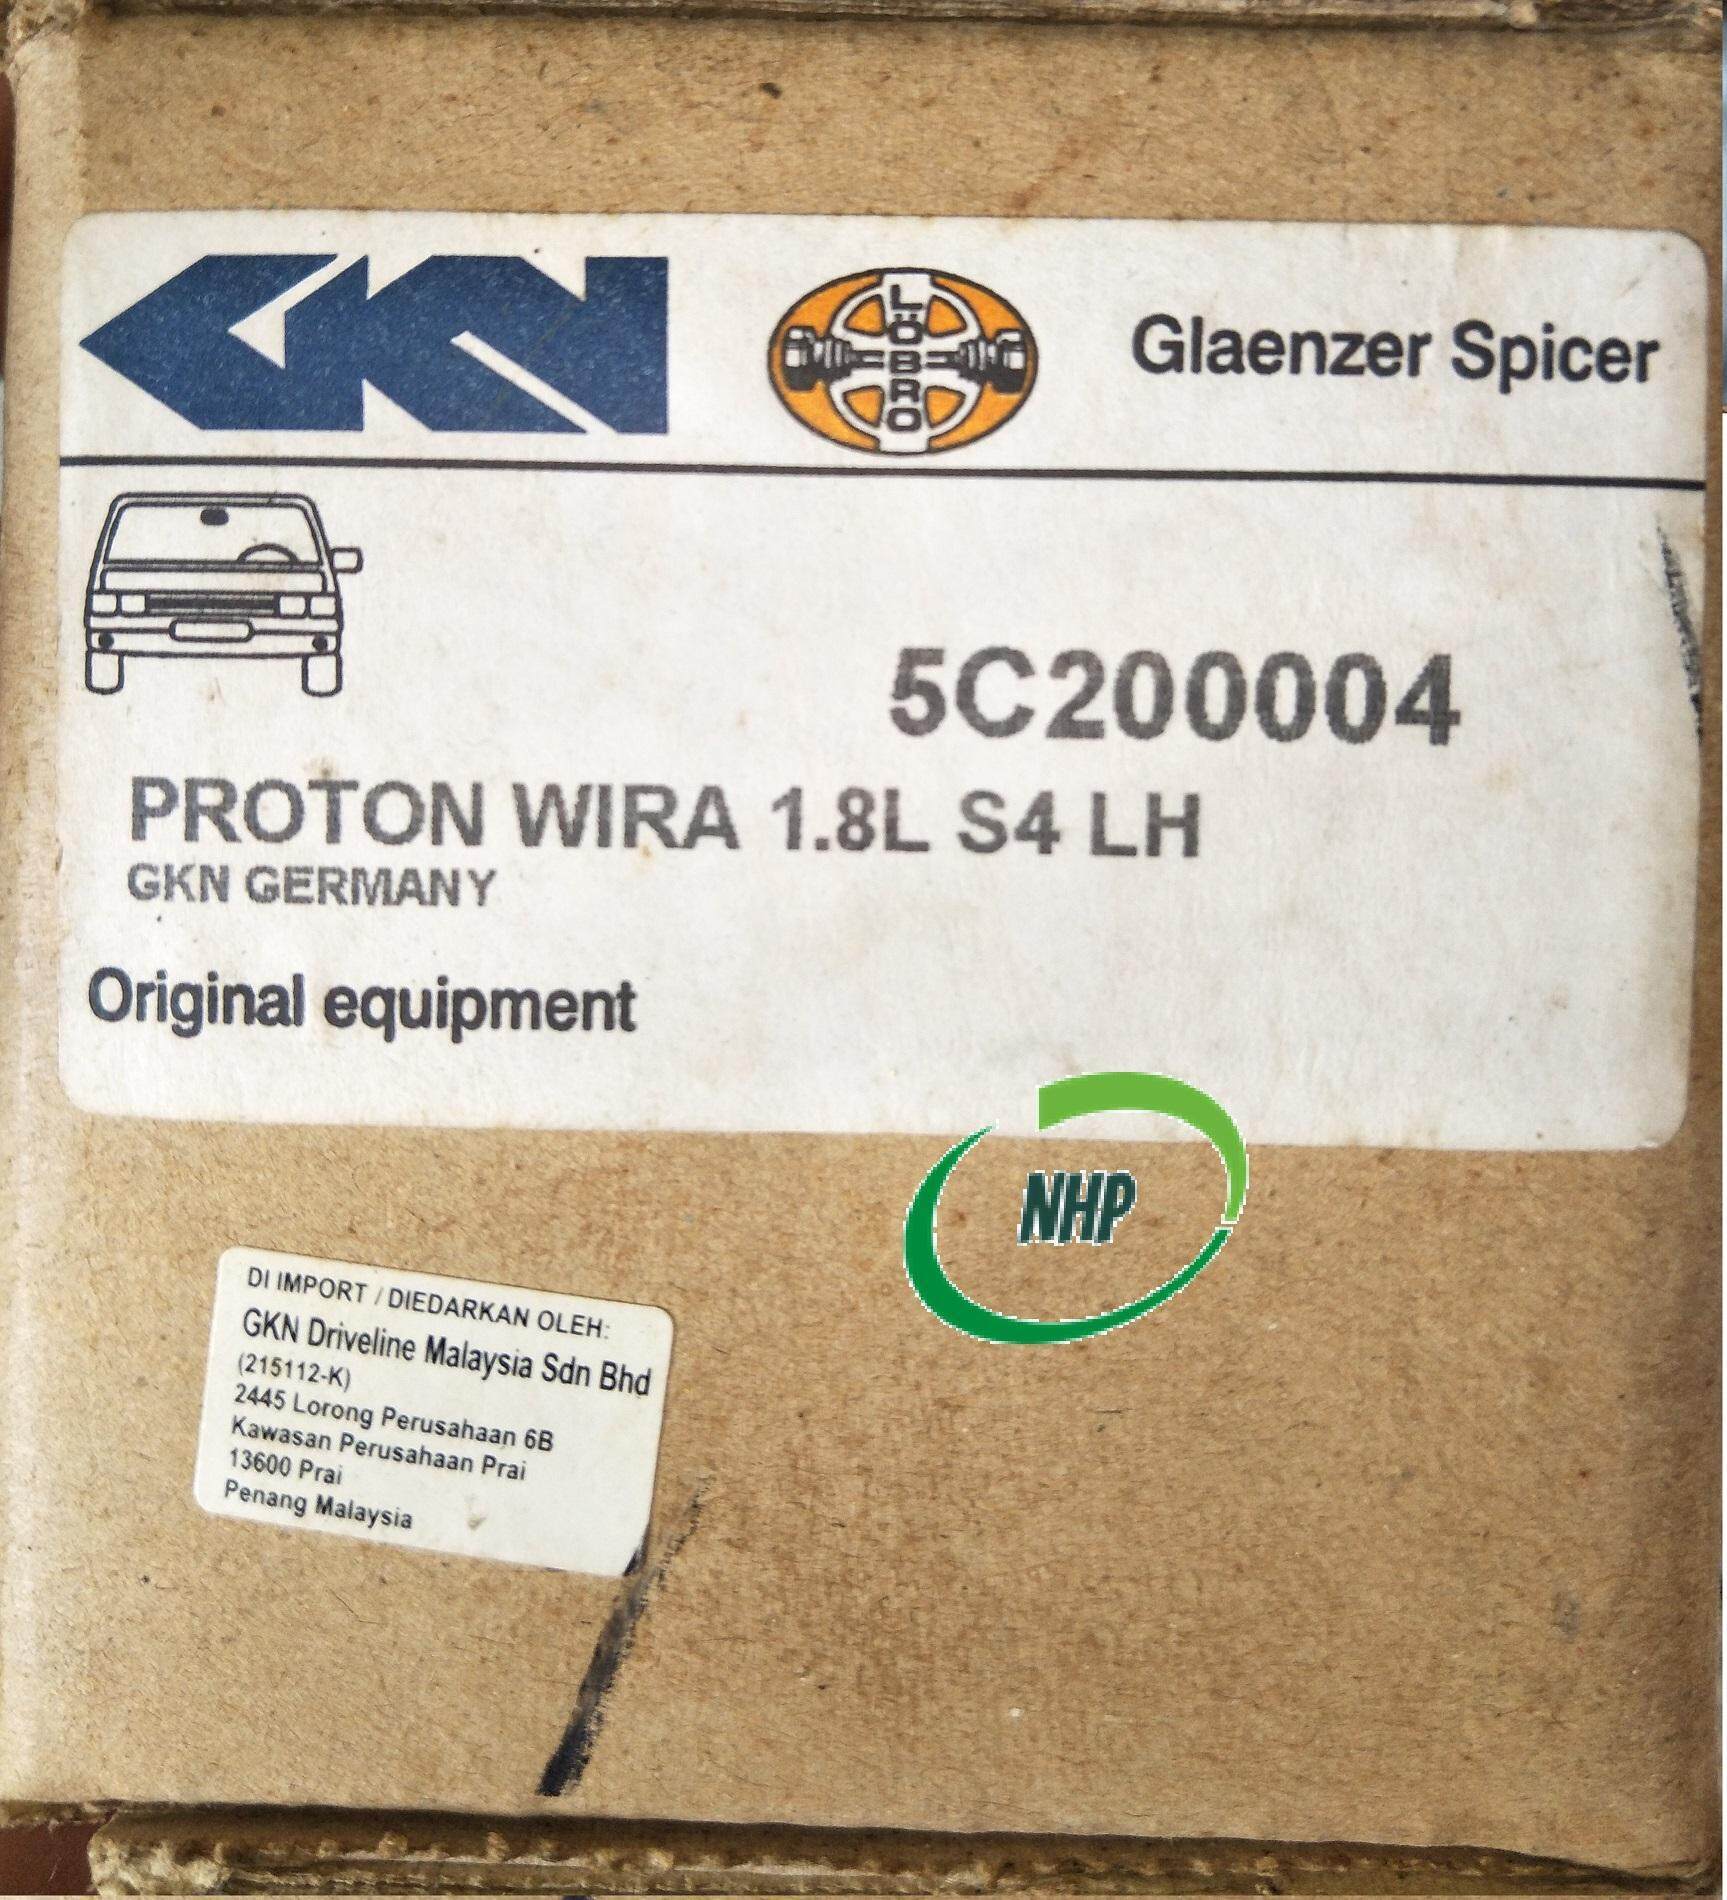 GKN
LÖBRO
Glaenzer Spicer
5C200004
PROTON WIRA 1.8L S4 LH
GKN GERMANY
Original equipment
NHP
DI IMPORT / DIEDARKAN OLEH:
GKN Driveline Malaysia Sdn Bhd
(215112-K)
2445 Lorong Perusahaan 6B
Kawasan Perusahaan Prai
13600 Prai
Penang Malaysia